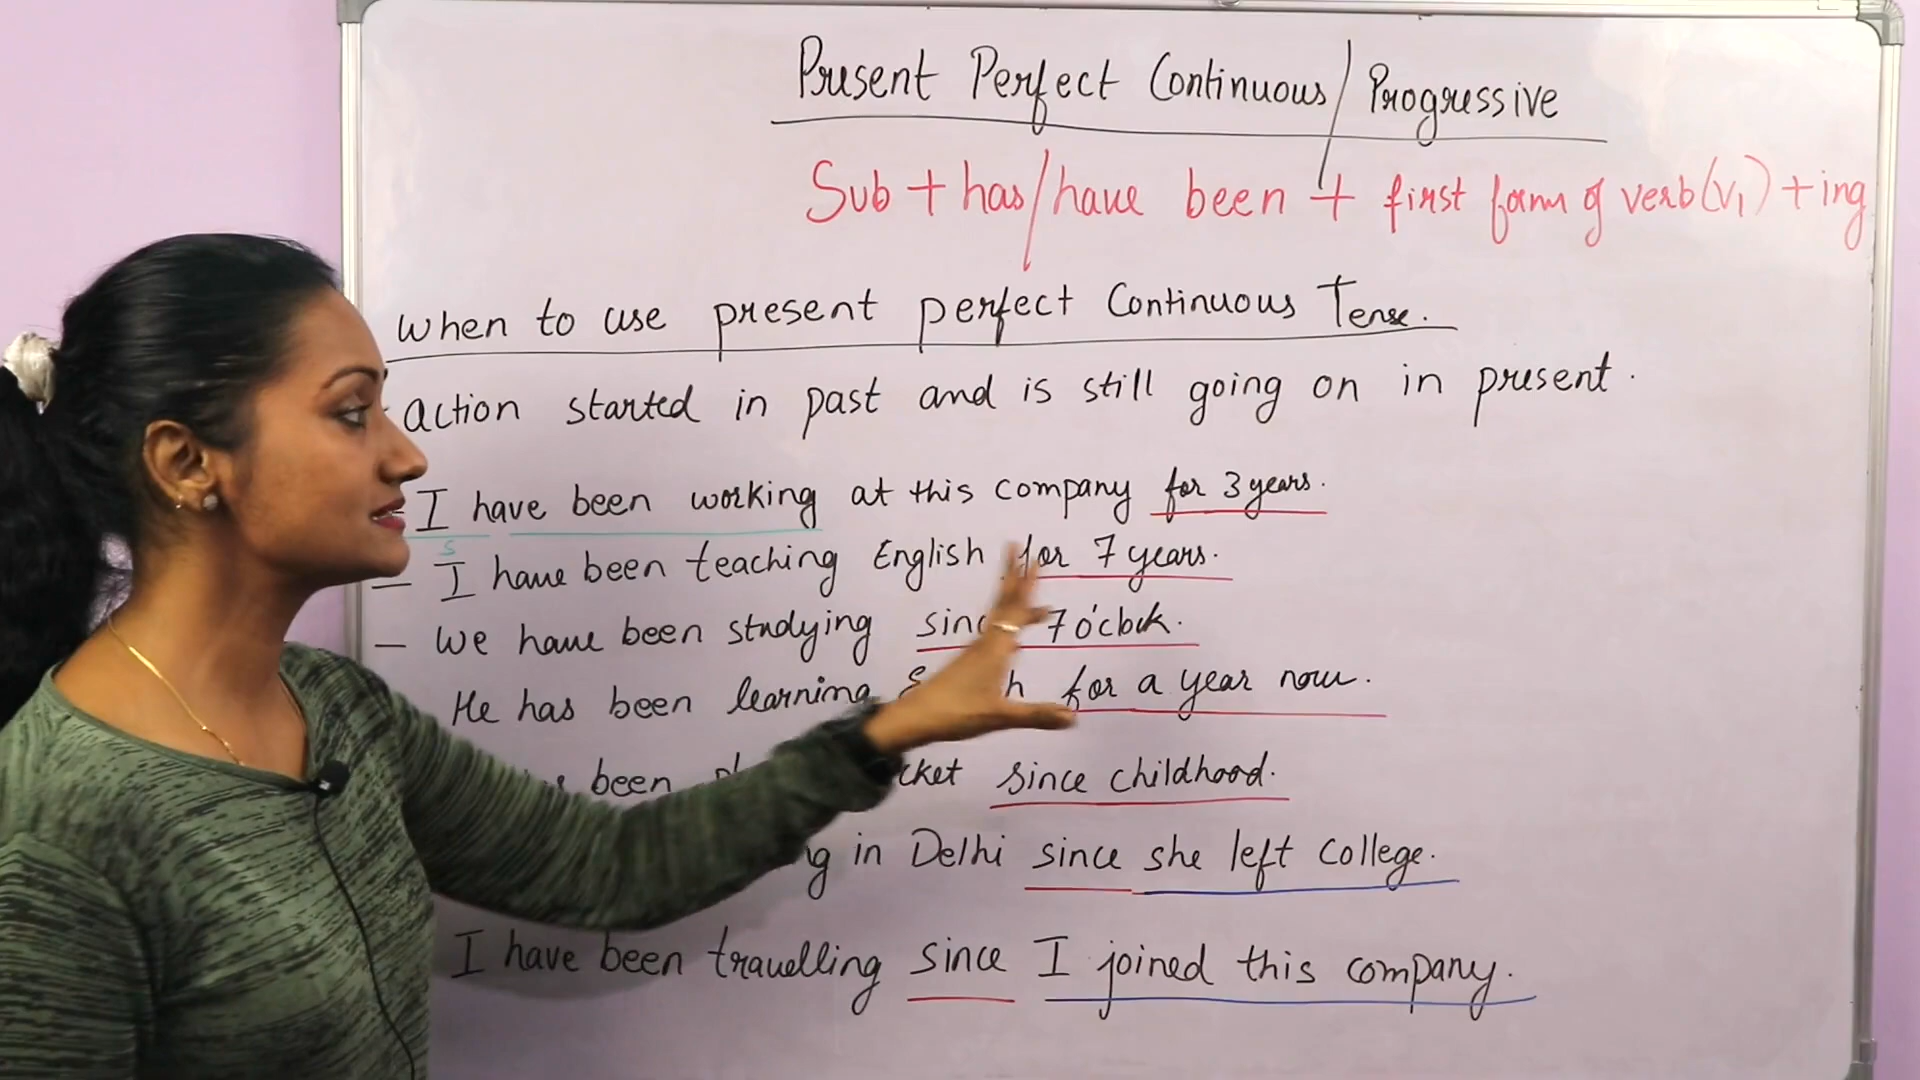 Present Perfect Continuous/Progressive
Sub + has/have been + first form of verb(v1) + ing
when to use present perfect Continuous Tense.
action started in past and is still going on in present.
I have been working at this company for 3 years.
S
- I have been teaching English for 7 years.
- We have been studying 7 o'clock.
He has been learning for a year now.
been since childhood.
in Delhi since she left college.
I have been travelling since I joined this company.